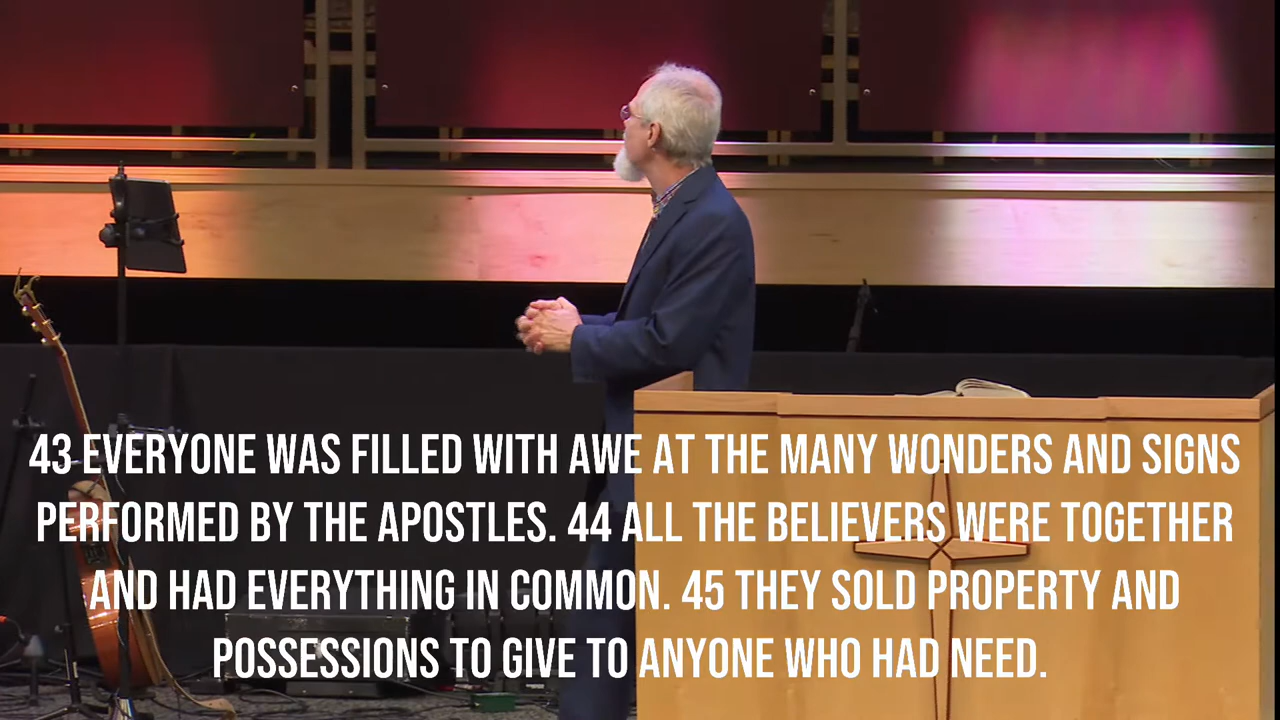 43 EVERYONE WAS FILLED WITH AWE AT THE MANY WONDERS AND SIGNS
PERFORMED BY THE APOSTLES. 44 ALL THE BELIEVERS WERE TOGETHER
AND HAD EVERYTHING IN COMMON. 45 THEY SOLD PROPERTY AND
POSSESSIONS TO GIVE TO ANYONE WHO HAD NEED.